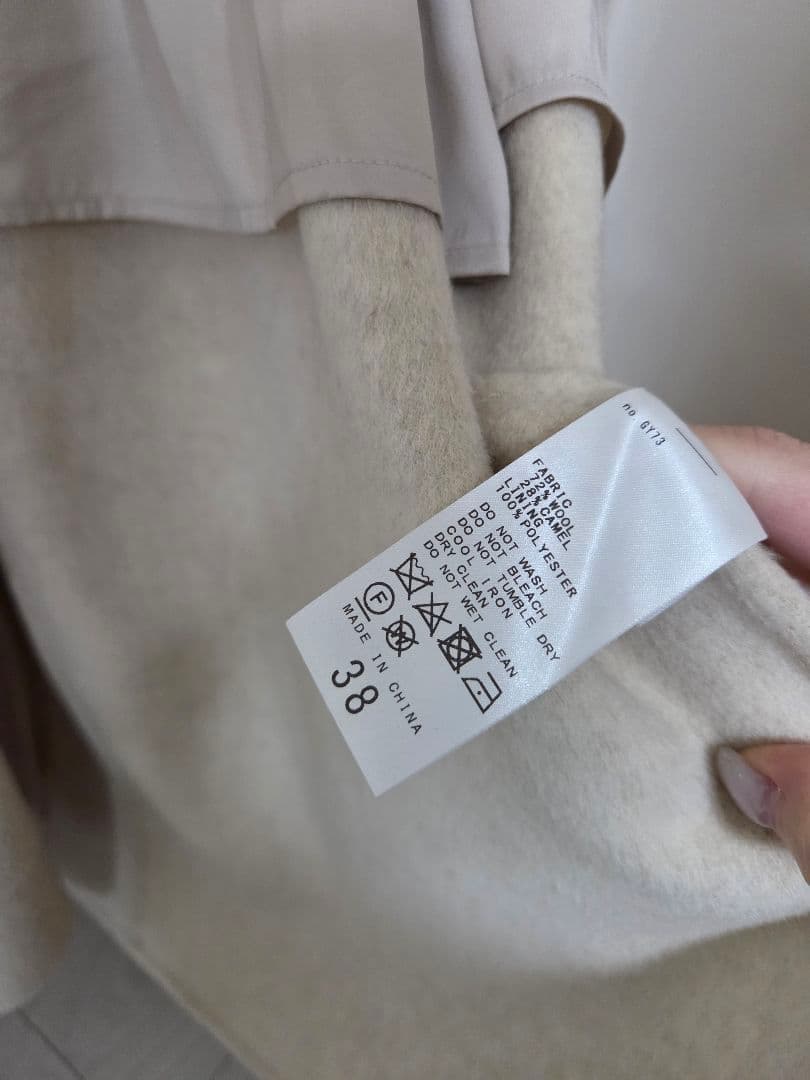 no GY73
FABRIC
72%WOOL
28%CAMEL
LINING
100%POLYESTER
DO NOT WASH
DO NOT BLEACH
DO NOT TUMBLE DRY
COOL IRON
DRY CLEAN
DO NOT WET CLEAN
F
W
MADE IN CHINA
38